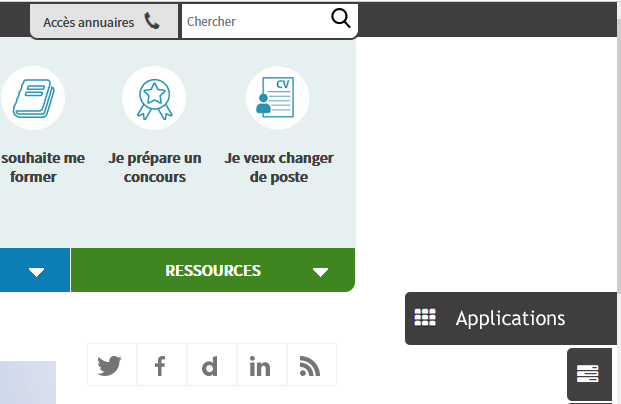 Accès annuaires
Chercher
CV
souhaite me
former
Je prépare un
concours
Je veux changer
de poste
RESSOURCES
Applications